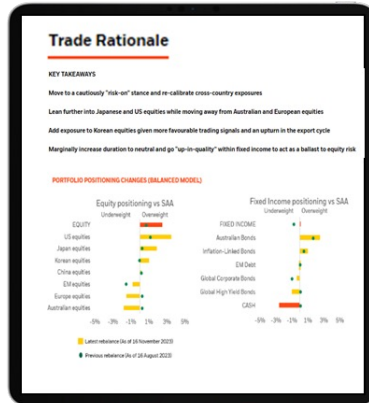 Trade Rationale
KEY TAKEAWAYS
Move to a cautiously "risk-on" stance and re-calibrate cross-country exposures
Lean further into Japanese and US equities while moving away from Australian and European equities
Add exposure to Korean equities given more favourable trading signals and an upturn in the export cycle
Marginally increase duration to neutral and go "up-in-quality" within fixed income to act as a ballast to equity risk
PORTFOLIO POSITIONING CHANGES (BALANCED MODEL)
Equity positioning vs SAA
Underweight Overweight
EQUITY
US equities
Japan equities
Korean equities
China equities
EM equities
Europe equities
Australian equities
-5% -3% -1% 1% 3% 5%
Latest rebalance (As of 16 November 2023)
Previous rebalance (As of 16 August 2023)
Fixed Income positioning vs SAA
Underweight Overweight
FIXED INCOME
Australian Bonds
Inflation-Linked Bonds
EM Debt
Global Corporate Bonds
Global High Yield Bonds
CASH
-5% -3% -1% 1% 3% 5%